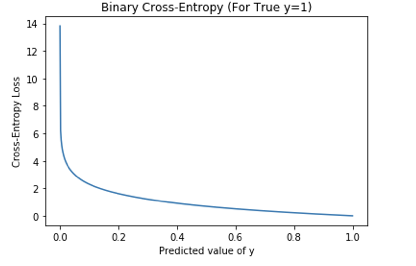 Binary Cross-Entropy (For True y=1)
14
12
10
8
6
4
2
0
Cross-Entropy Loss
0.0 0.2 0.4 0.6 0.8 1.0
Predicted value of y